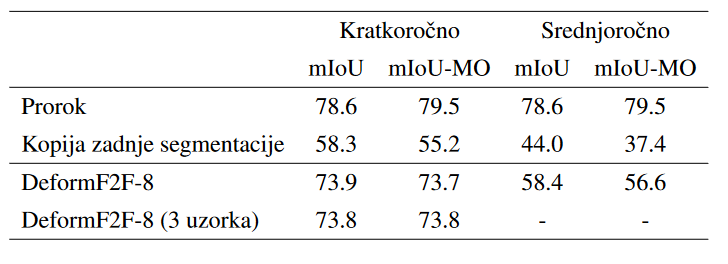 Kratkoročno Srednjoročno
mIoU mIoU-MO mIoU mIoU-MO
Prorok 78.6 79.5 78.6 79.5
Kopija zadnje segmentacije 58.3 55.2 44.0 37.4
DeformF2F-8 73.9 73.7 58.4 56.6
DeformF2F-8 (3 uzorka) 73.8 73.8 - -